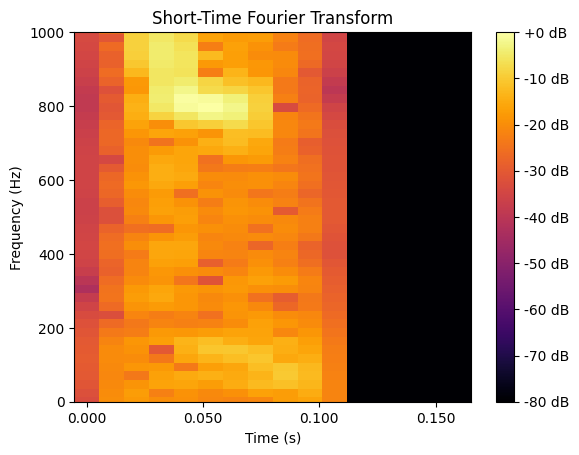 Short-Time Fourier Transform
1000
800
600
400
200
0
Frequency (Hz)
0.000
0.050
0.100
0.150
Time (s)
+0 dB
-10 dB
-20 dB
-30 dB
-40 dB
-50 dB
-60 dB
-70 dB
-80 dB